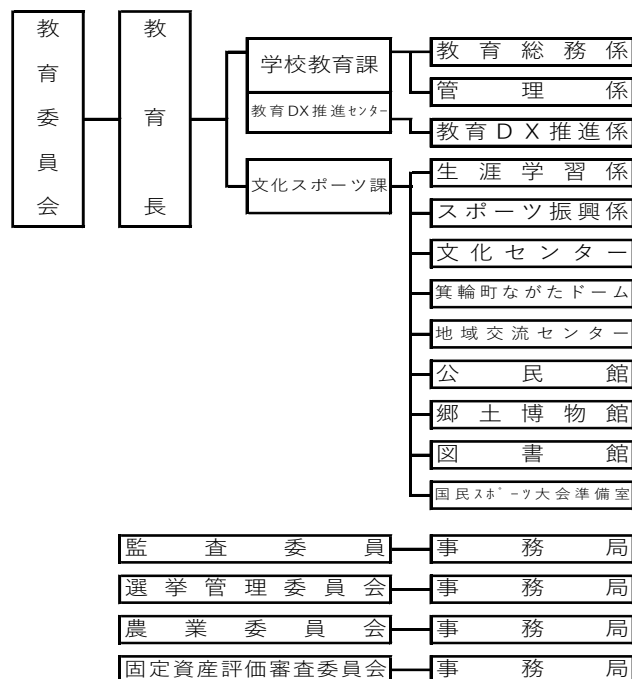 教育委員会
教育長
学校教育課
教育DX推進センター
文化スポーツ課
教育総務係
管理係
教育DX推進係
生涯学習係
スポーツ振興係
文化センター
箕輪町ながたドーム
地域交流センター
公民館
郷土博物館
図書館
国民スポーツ大会準備室
監査委員 事務局
選挙管理委員会 事務局
農業委員会 事務局
固定資産評価審査委員会 事務局